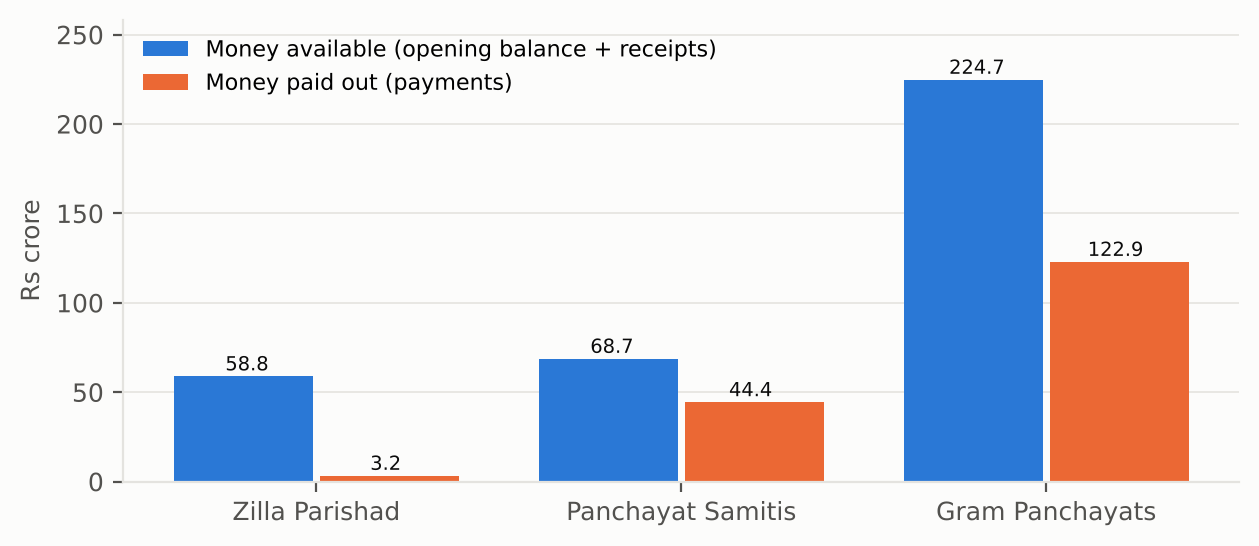 Money available (opening balance + receipts)
Money paid out (payments)
Rs crore
250
200
150
100
50
0
58.8
3.2
68.7
44.4
224.7
122.9
Zilla Parishad
Panchayat Samitis
Gram Panchayats